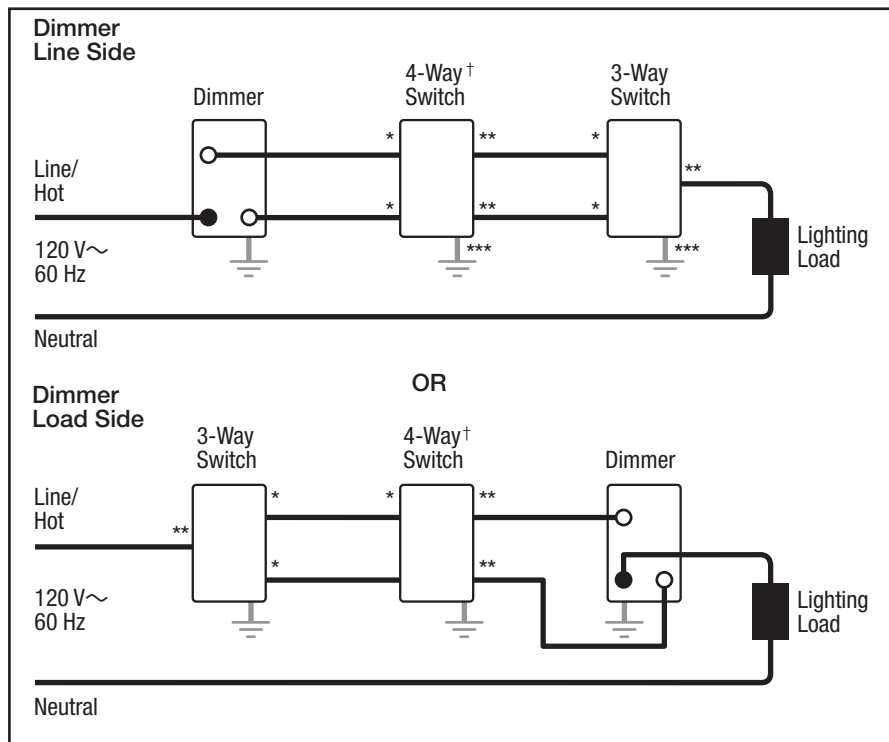 Dimmer
Line Side
Dimmer
4-Way†
Switch
3-Way
Switch
* ** *
**
Line/
Hot
* ** *
*** ***
120 V~
60 Hz
Lighting
Load
Neutral
OR
Dimmer
Load Side
3-Way
Switch
4-Way†
Switch
Dimmer
Line/
Hot
* * **
**
* **
120 V~
60 Hz
Lighting
Load
Neutral